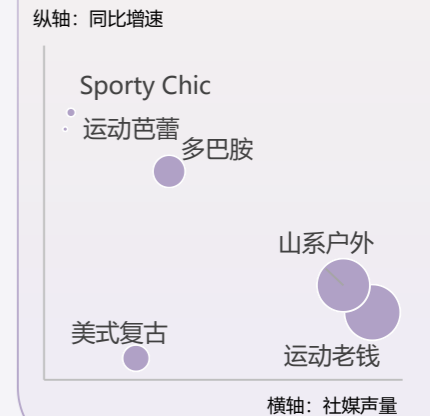 纵轴：同比增速
Sporty Chic
运动芭蕾
多巴胺
山系户外
美式复古
运动老钱
横轴：社媒声量